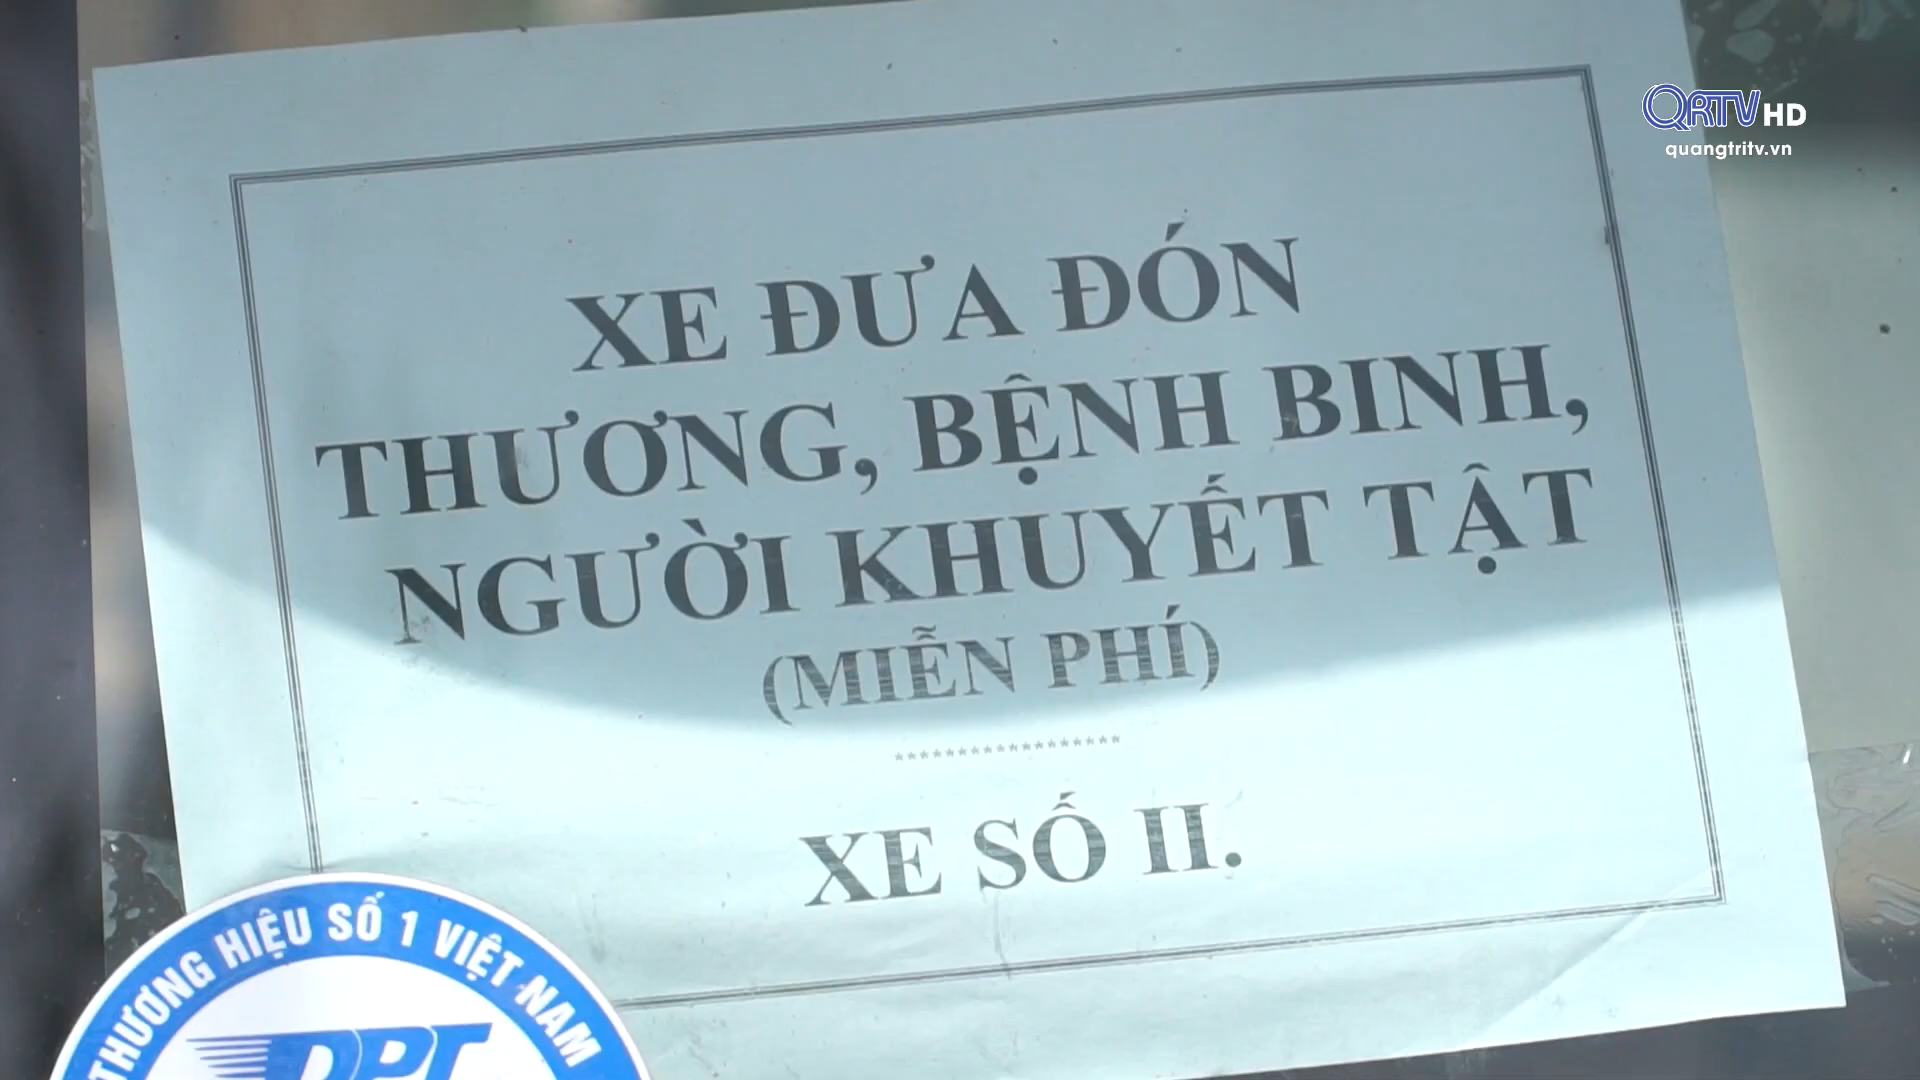 QRTV HD
quangtritv.vn
XE ĐƯA ĐÓN
THƯƠNG, BỆNH BINH,
NGƯỜI KHUYẾT TẬT
(MIỄN PHÍ)
******************
XE SỐ II.
THƯƠNG HIỆU SỐ 1 VIỆT NAM